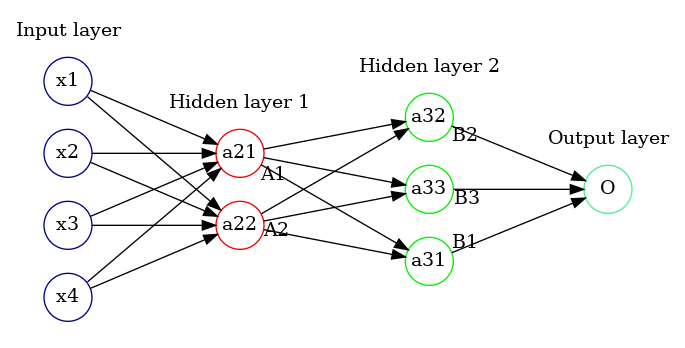 Input layer
x1
x2
x3
x4
Hidden layer 1
a21
A1
a22
A2
Hidden layer 2
a32
B2
a33
B3
a31
B1
Output layer
O